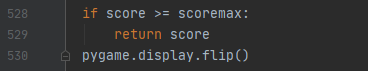 528 if score >= scoremax:
529 return score
530 pygame.display.flip()